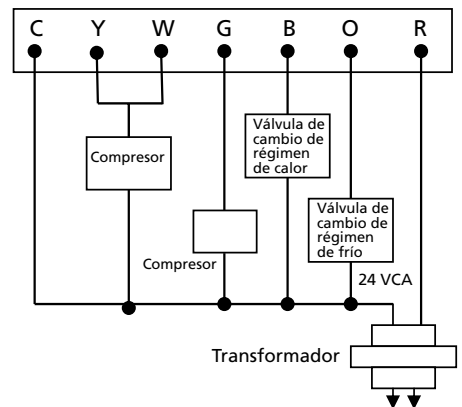 C Y W G B O R
Compresor
Válvula de
cambio de
régimen
de calor
Válvula de
cambio de
régimen
de frío
Compresor
24 VCA
Transformador